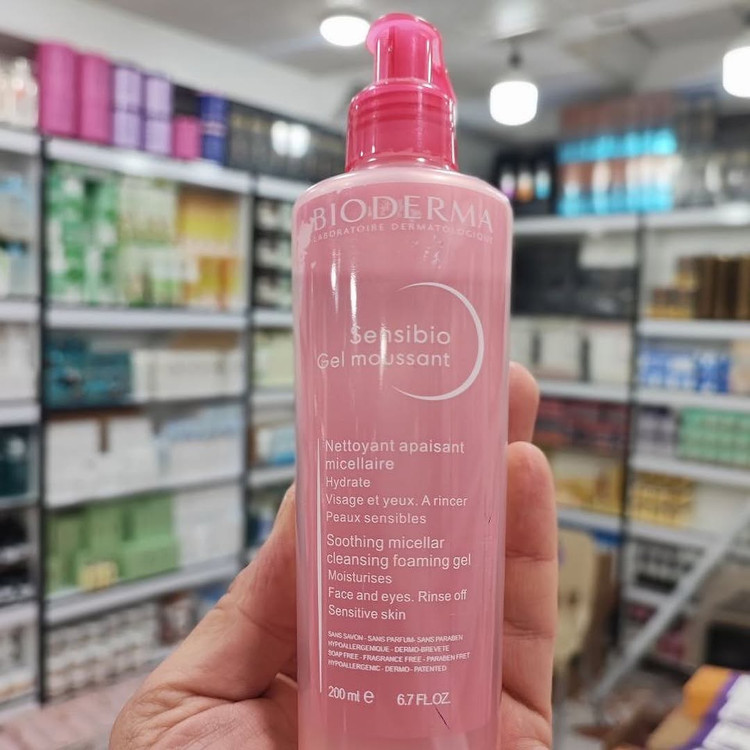 BIODERMA
LABORATOIRE DERMATOLOGIQUE
Sensibio
Gel moussant
Nettoyant apaisant
micellaire
Hydrate
Visage et yeux. A rincer
Peaux sensibles
Soothing micellar
cleansing foaming gel
Moisturises
Face and eyes. Rinse off
Sensitive skin
SANS SAVON - SANS PARFUM- SANS PARABEN
HYPOALLERGENIQUE - DERMO-BREVETE
SOAP FREE - FRAGRANCE FREE - PARABEN FRET
HYPOALLERGENIC - DERMO - PATENTED
200 ml e 6.7 FL.OZ.